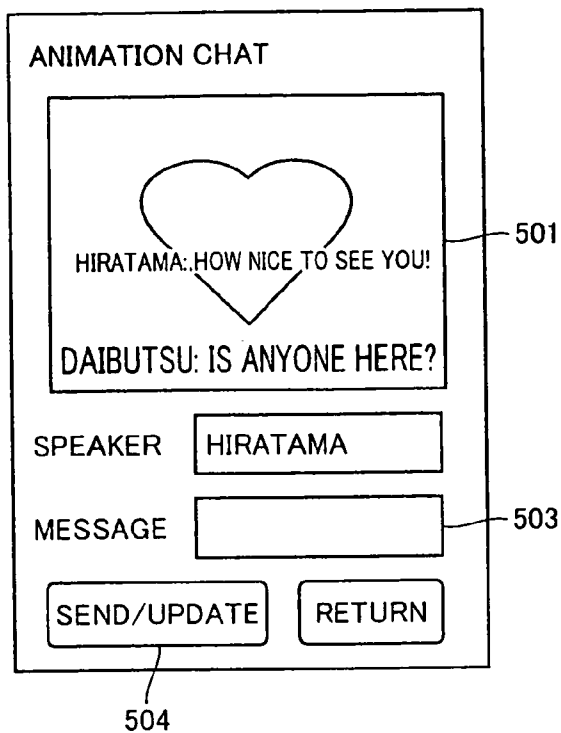 ANIMATION CHAT
501
HIRATAMA:.HOW NICE TO SEE YOU!
DAIBUTSU: IS ANYONE HERE?
SPEAKER HIRATAMA
MESSAGE
503
SEND/UPDATE RETURN
504